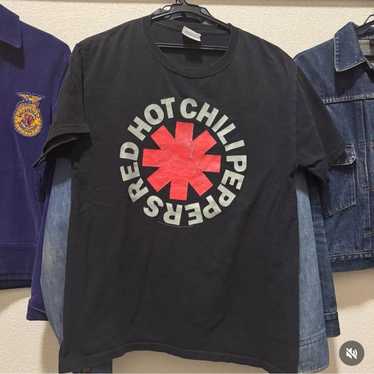 RED HOT CHILI PEPPERS